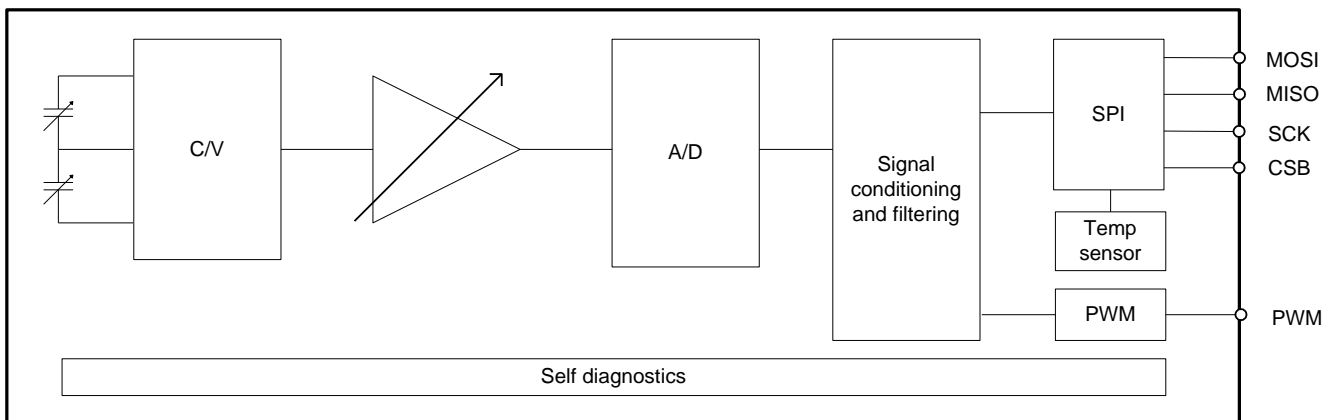 C/V
A/D
Signal
conditioning
and filtering
SPI
MOSI
MISO
SCK
CSB
Temp
sensor
PWM
PWM
Self diagnostics